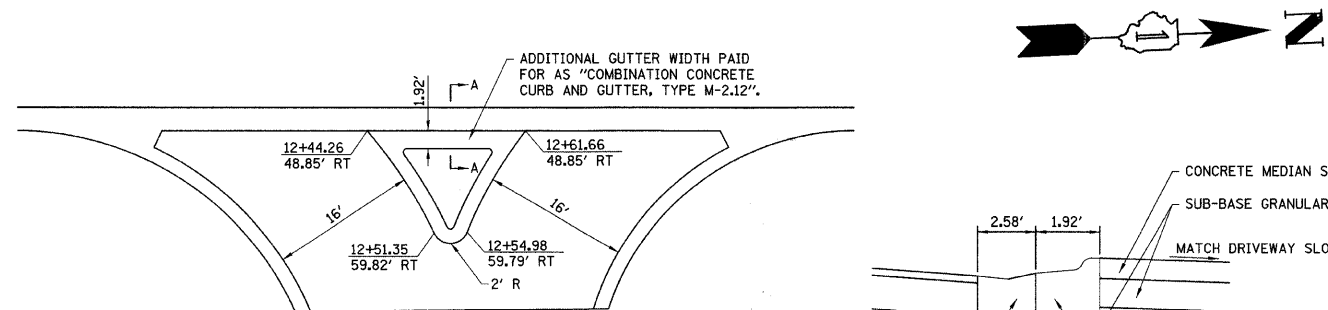 ADDITIONAL GUTTER WIDTH PAID
FOR AS "COMBINATION CONCRETE
CURB AND GUTTER, TYPE M-2.12".
1.92'
A
A
12+44.26
48.85' RT
12+61.66
48.85' RT
16'
16'
12+51.35
59.82' RT
12+54.98
59.79' RT
2' R
N
CONCRETE MEDIAN S
SUB-BASE GRANULAR
2.58'
1.92'
MATCH DRIVEWAY SLO